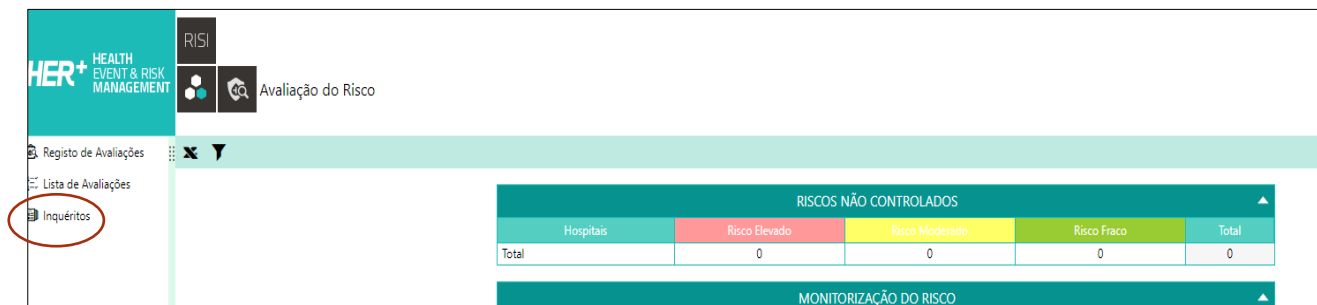 RISI
HER+ HEALTH
EVENT & RISK
MANAGEMENT
Avaliação do Risco
Registo de Avaliações
Lista de Avaliações
Inquéritos
RISCOS NÃO CONTROLADOS
Hospitais Risco Elevado Risco Moderado Risco Fraco Total
Total 0 0 0 0
MONITORIZAÇÃO DO RISCO